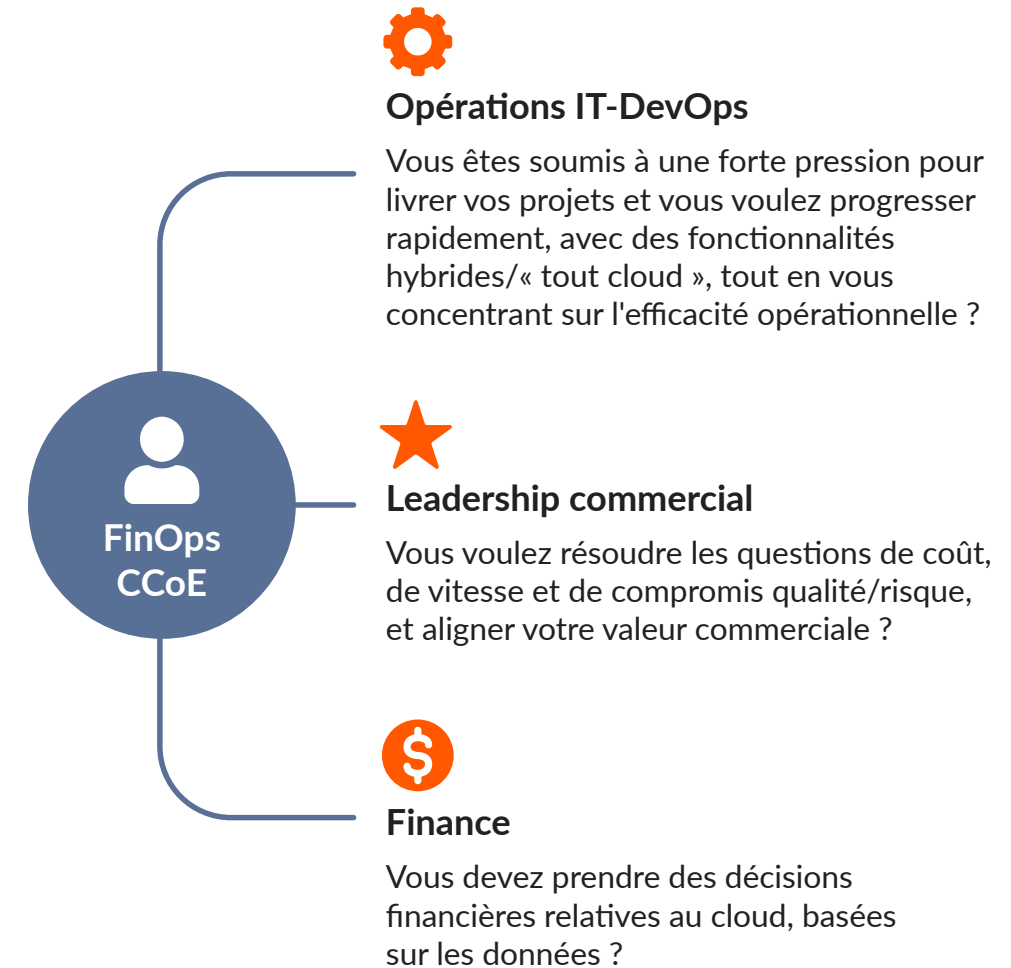 Opérations IT-DevOps
Vous êtes soumis à une forte pression pour
livrer vos projets et vous voulez progresser
rapidement, avec des fonctionnalités
hybrides/« tout cloud », tout en vous
concentrant sur l'efficacité opérationnelle ?
FinOps
CCoE
Leadership commercial
Vous voulez résoudre les questions de coût,
de vitesse et de compromis qualité/risque,
et aligner votre valeur commerciale ?
$
Finance
Vous devez prendre des décisions
financières relatives au cloud, basées
sur les données ?